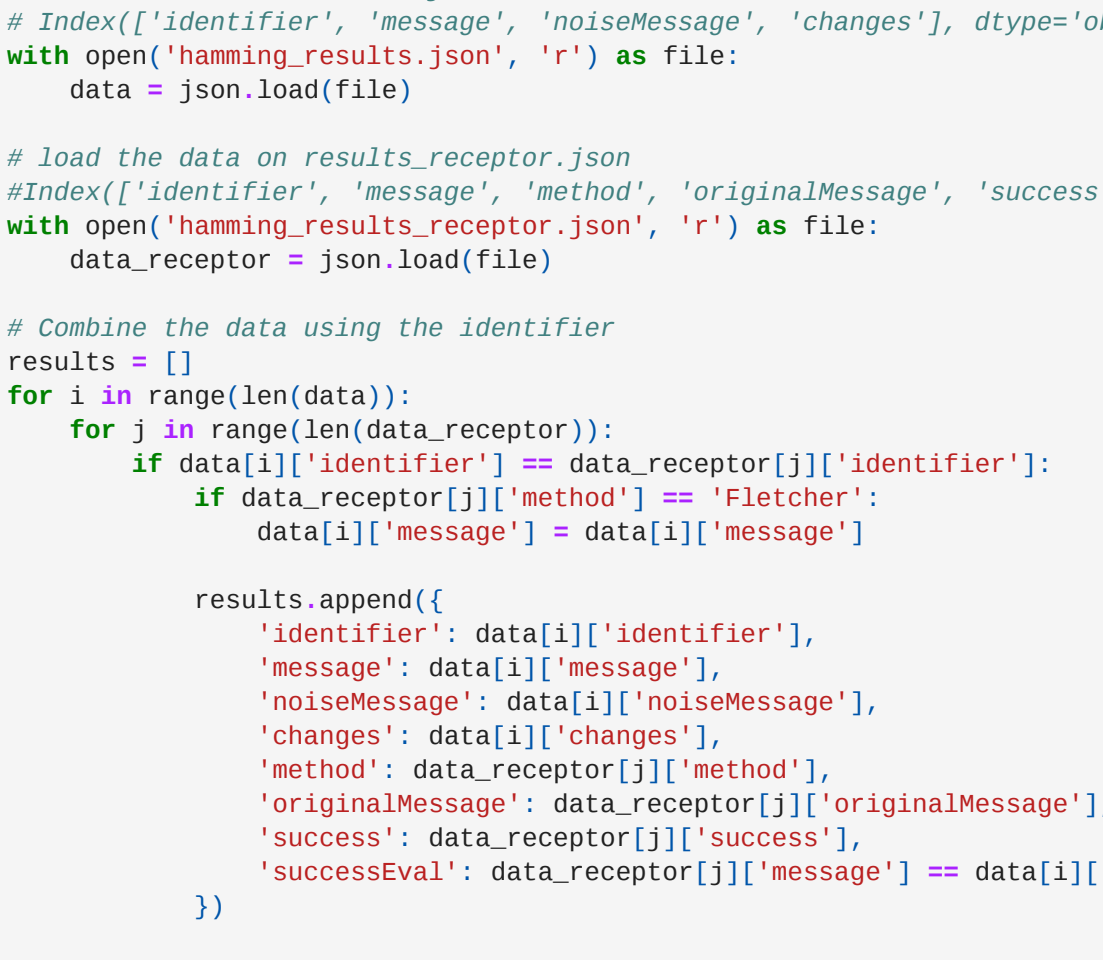 # Index(['identifier', 'message', 'noiseMessage', 'changes'], dtype='o
with open('hamming_results.json', 'r') as file:
    data = json.load(file)

# load the data on results_receptor.json
#Index(['identifier', 'message', 'method', 'originalMessage', 'success
with open('hamming_results_receptor.json', 'r') as file:
    data_receptor = json.load(file)

# Combine the data using the identifier
results = []
for i in range(len(data)):
    for j in range(len(data_receptor)):
        if data[i]['identifier'] == data_receptor[j]['identifier']:
            if data_receptor[j]['method'] == 'Fletcher':
                data[i]['message'] = data[i]['message']

            results.append({
                'identifier': data[i]['identifier'],
                'message': data[i]['message'],
                'noiseMessage': data[i]['noiseMessage'],
                'changes': data[i]['changes'],
                'method': data_receptor[j]['method'],
                'originalMessage': data_receptor[j]['originalMessage'],
                'success': data_receptor[j]['success'],
                'successEval': data_receptor[j]['message'] == data[i][
            })